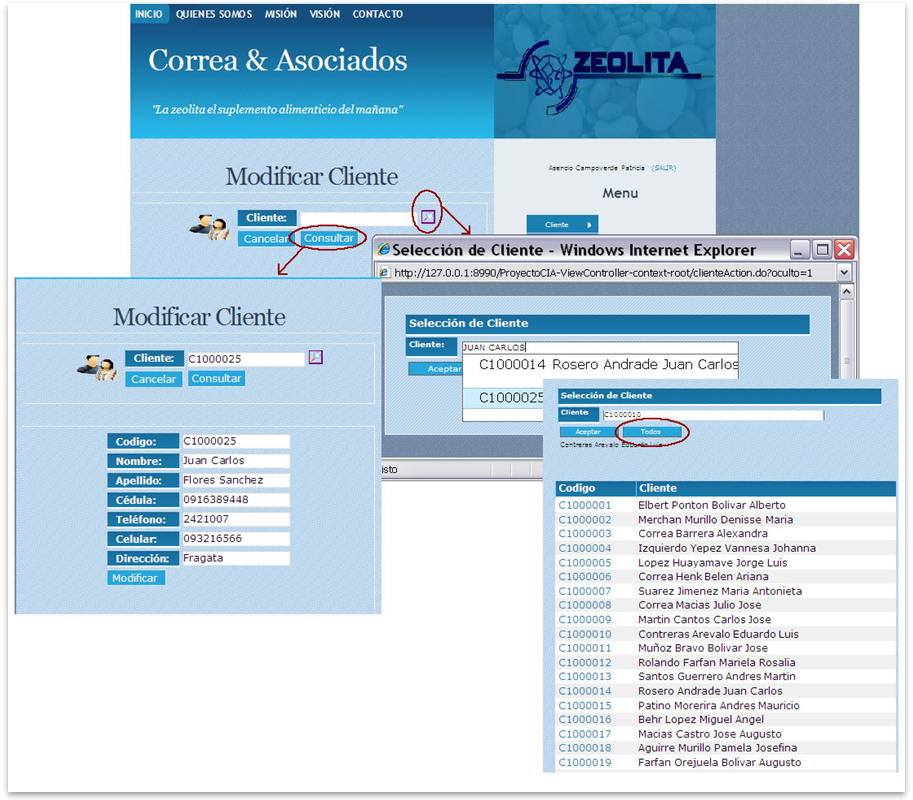 INICIO QUIENES SOMOS MISIÓN VISIÓN CONTACTO
Correa & Asociados
ZEOLITA
"La zeolita el suplemento alimenticio del mañana"
Modificar Cliente
Asencio Campoverde Patricia (SALIR)
Menu
Cliente:
Cliente
Cancelar Consultar
Selección de Cliente - Windows Internet Explorer
http://127.0.0.1:8990/ProyectoCIA-ViewController-context-root/clienteAction.do?oculto=1
Selección de Cliente
Cliente: JUAN CARLOS
Aceptar
C1000014 Rosero Andrade Juan Carlos
C1000025
isto
Modificar Cliente
Cliente: C1000025
Cancelar Consultar
Codigo: C1000025
Nombre: Juan Carlos
Apellido: Flores Sanchez
Cédula: 0916389448
Teléfono: 2421007
Celular: 093216566
Dirección: Fragata
Modificar
Selección de Cliente
Cliente: C1000010
Aceptar Todos
Contreras Arevalo Eduardo Luis
Codigo Cliente
C1000001 Elbert Ponton Bolivar Alberto
C1000002 Merchan Murillo Denisse Maria
C1000003 Correa Barrera Alexandra
C1000004 Izquierdo Yepez Vannesa Johanna
C1000005 Lopez Huayamave Jorge Luis
C1000006 Correa Henk Belen Ariana
C1000007 Suarez Jimenez Maria Antonieta
C1000008 Correa Macias Julio Jose
C1000009 Martin Cantos Carlos Jose
C1000010 Contreras Arevalo Eduardo Luis
C1000011 Muñoz Bravo Bolivar Jose
C1000012 Rolando Farfan Mariela Rosalia
C1000013 Santos Guerrero Andres Martin
C1000014 Rosero Andrade Juan Carlos
C1000015 Patino Morerira Andres Mauricio
C1000016 Behr Lopez Miguel Angel
C1000017 Macias Castro Jose Augusto
C1000018 Aguirre Murillo Pamela Josefina
C1000019 Farfan Orejuela Bolivar Augusto